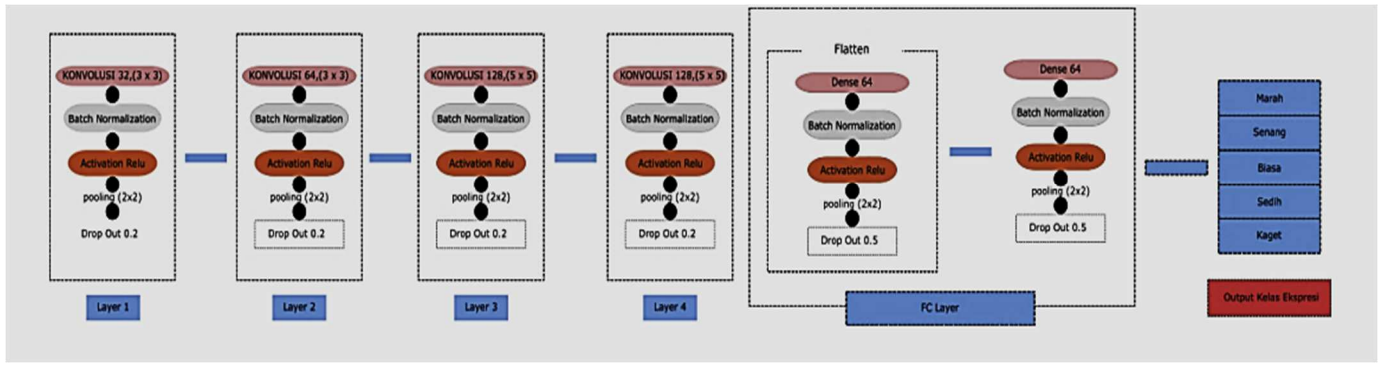 KONVOLUSI 32,(3 x 3)
Batch Normalization
Activation Relu
pooling (2x2)
Drop Out 0.2
Layer 1
KONVOLUSI 64,(3 x 3)
Batch Normalization
Activation Relu
pooling (2x2)
Drop Out 0.2
Layer 2
KONVOLUSI 128,(5 x 5)
Batch Normalization
Activation Relu
pooling (2x2)
Drop Out 0.2
Layer 3
KONVOLUSI 128,(5 x 5)
Batch Normalization
Activation Relu
pooling (2x2)
Drop Out 0.2
Layer 4
Flatten
Dense 64
Batch Normalization
Activation Relu
pooling (2x2)
Drop Out 0.5
Dense 64
Batch Normalization
Activation Relu
pooling (2x2)
Drop Out 0.5
FC Layer
Marah
Senang
Biasa
Sedih
Kaget
Output Kelas Ekspresi